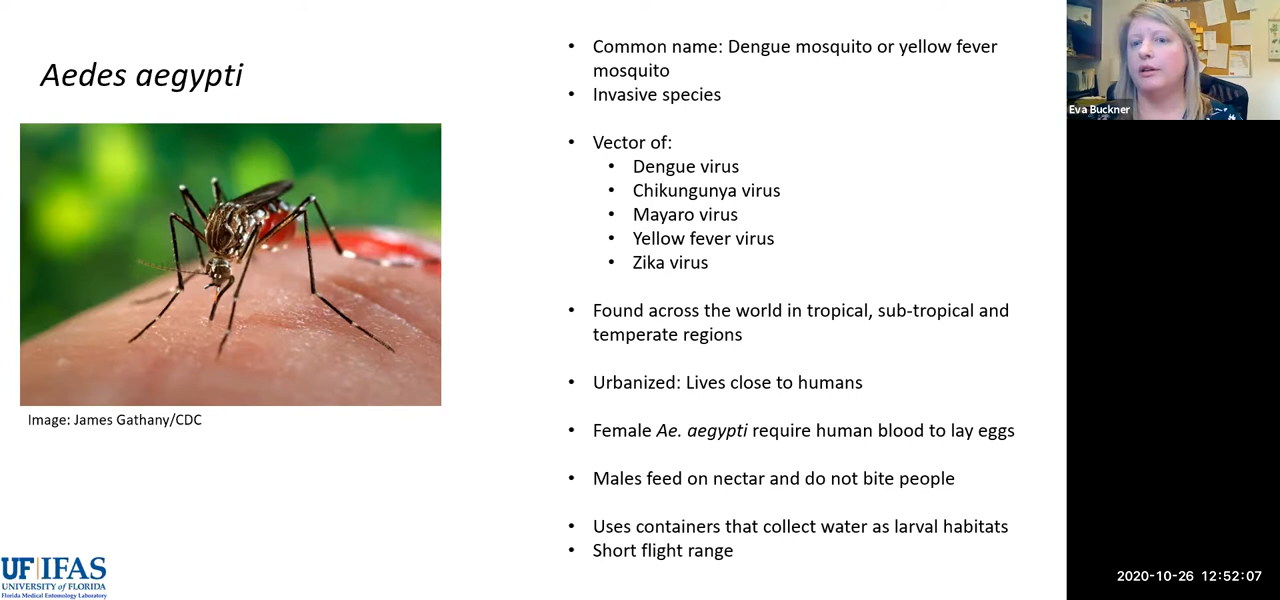 Aedes aegypti
Image: James Gathany/CDC
UF|IFAS
UNIVERSITY of FLORIDA
Florida Medical Entomology Laboratory
• Common name: Dengue mosquito or yellow fever
mosquito
• Invasive species
• Vector of:
• Dengue virus
• Chikungunya virus
• Mayaro virus
• Yellow fever virus
• Zika virus
• Found across the world in tropical, sub-tropical and
temperate regions
• Urbanized: Lives close to humans
• Female Ae. aegypti require human blood to lay eggs
• Males feed on nectar and do not bite people
• Uses containers that collect water as larval habitats
• Short flight range
Eva Buckner
2020-10-26 12:52:07